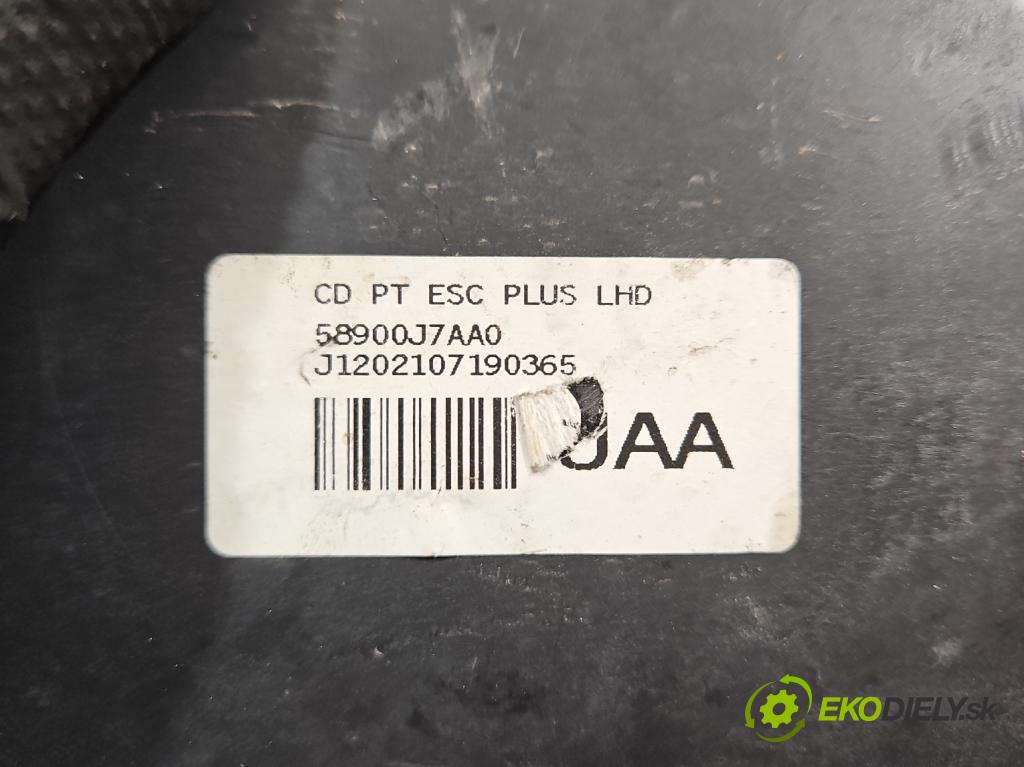 CD PT ESC PLUS LHD
58900J7AA0
J1202107190365
JAA
EKODIELY.sk